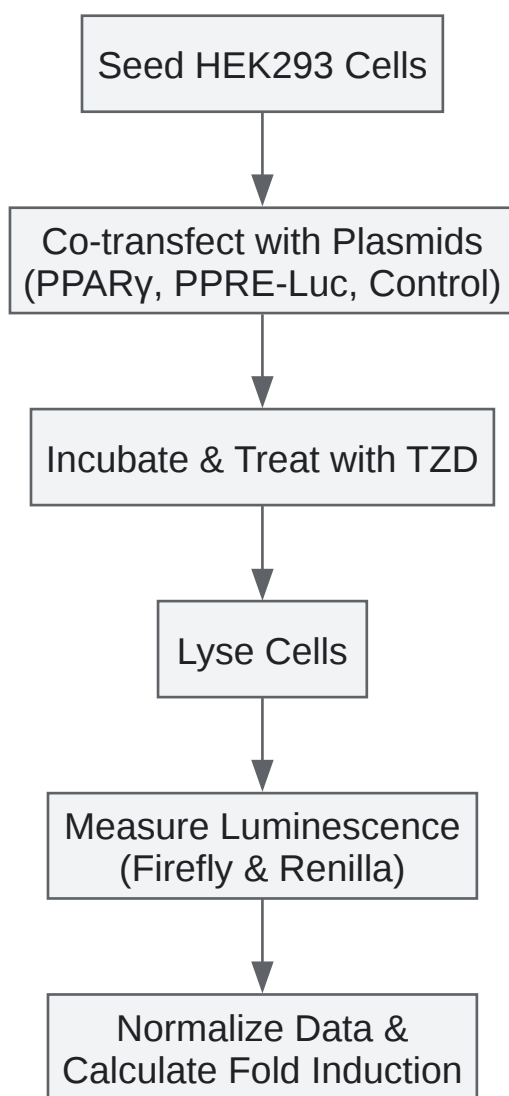 Seed HEK293 Cells
Co-transfect with Plasmids
(PPARγ, PPRE-Luc, Control)
Incubate & Treat with TZD
Lyse Cells
Measure Luminescence
(Firefly & Renilla)
Normalize Data &
Calculate Fold Induction